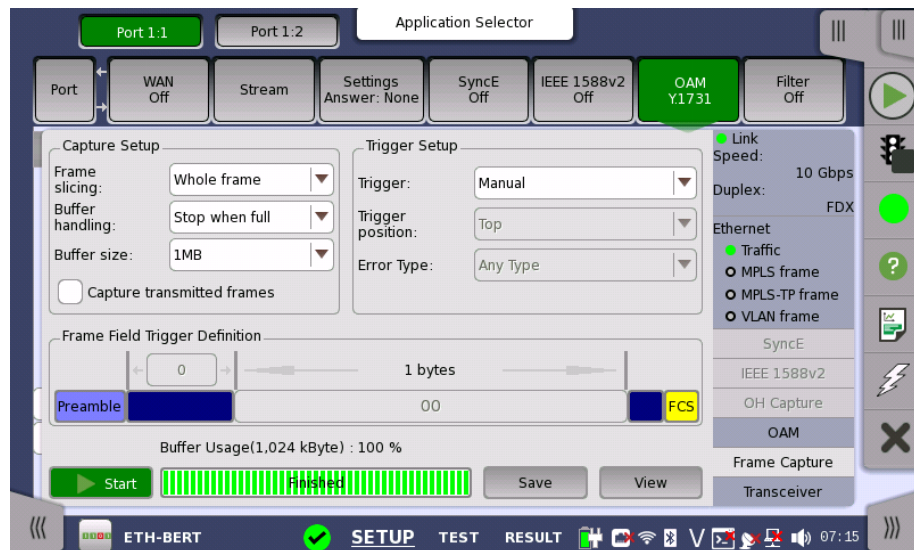 Application Selector
Port 1:1
Port 1:2
Port
WAN
Off
Stream
Settings
Answer: None
SyncE
Off
IEEE 1588v2
Off
OAM
Y.1731
Filter
Off
Capture Setup
Frame
slicing:
Whole frame
Buffer
handling:
Stop when full
Buffer size:
1MB
Capture transmitted frames
Trigger Setup
Trigger:
Manual
Trigger
position:
Top
Error Type:
Any Type
Frame Field Trigger Definition
0
1 bytes
Preamble
00
FCS
Buffer Usage(1,024 kByte) : 100 %
Start
Finished
Save
View
Link
Speed:
10 Gbps
Duplex:
FDX
Ethernet
Traffic
MPLS frame
MPLS-TP frame
VLAN frame
SyncE
IEEE 1588v2
OH Capture
OAM
Frame Capture
Transceiver
ETH-BERT
SETUP
TEST
RESULT
V
07:15